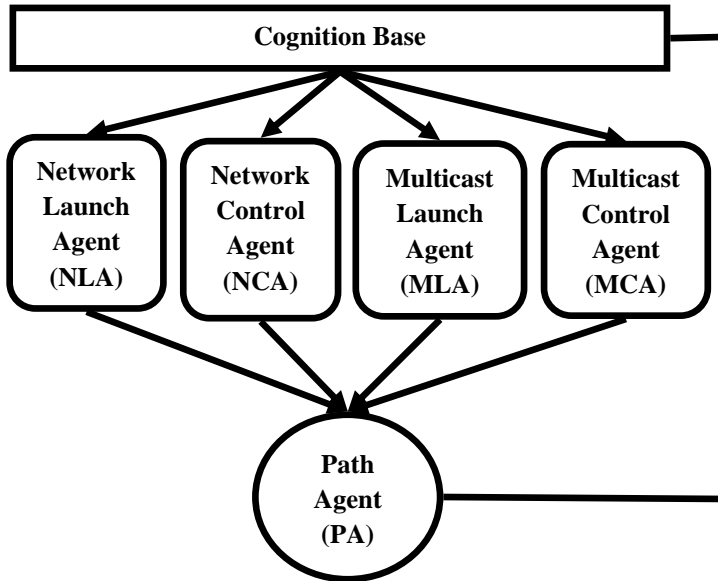 Cognition Base
Network
Launch
Agent
(NLA)
Network
Control
Agent
(NCA)
Multicast
Launch
Agent
(MLA)
Multicast
Control
Agent
(MCA)
Path
Agent
(PA)